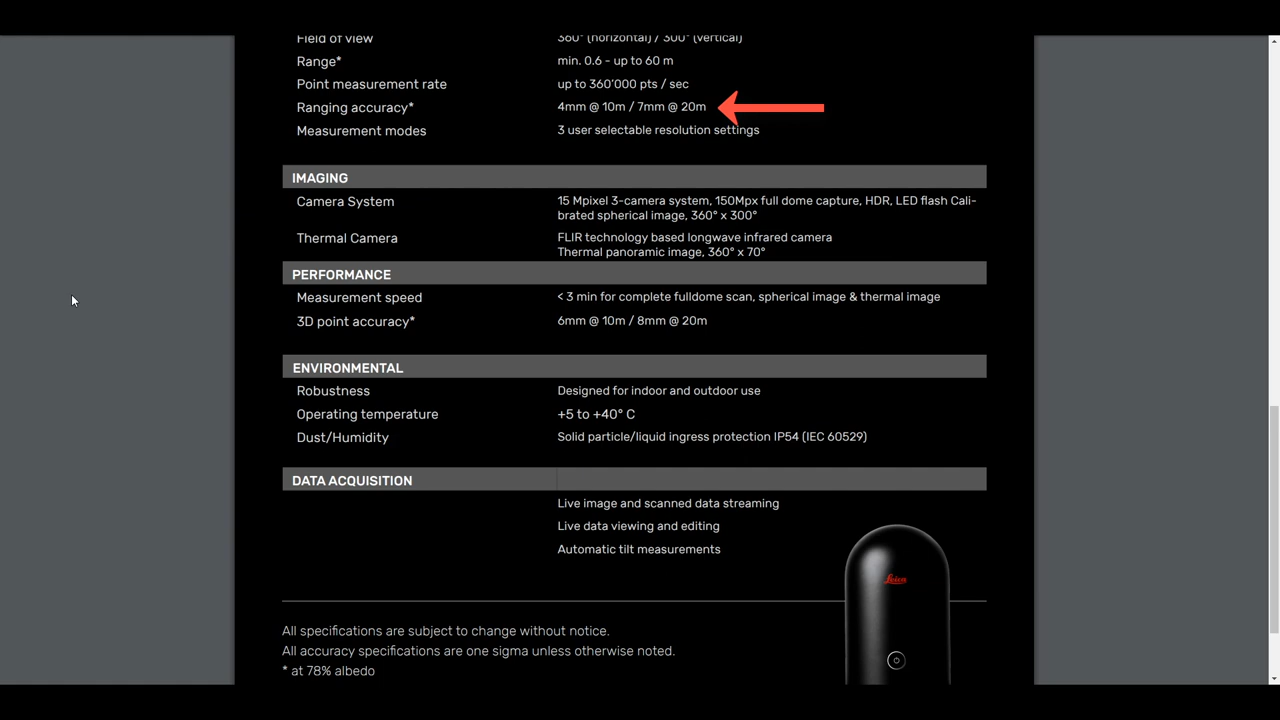 Field of view 360° (horizontal) / 300° (vertical)
Range* min. 0.6 - up to 60 m
Point measurement rate up to 360'000 pts / sec
Ranging accuracy* 4mm @ 10m / 7mm @ 20m
Measurement modes 3 user selectable resolution settings
IMAGING
Camera System 15 Mpixel 3-camera system, 150Mpx full dome capture, HDR, LED flash Cali-
brated spherical image, 360° x 300°
Thermal Camera FLIR technology based longwave infrared camera
Thermal panoramic image, 360° x 70°
PERFORMANCE
Measurement speed < 3 min for complete fulldome scan, spherical image & thermal image
3D point accuracy* 6mm @ 10m / 8mm @ 20m
ENVIRONMENTAL
Robustness Designed for indoor and outdoor use
Operating temperature +5 to +40° C
Dust/Humidity Solid particle/liquid ingress protection IP54 (IEC 60529)
DATA ACQUISITION
Live image and scanned data streaming
Live data viewing and editing
Automatic tilt measurements
Leica
All specifications are subject to change without notice.
All accuracy specifications are one sigma unless otherwise noted.
* at 78% albedo